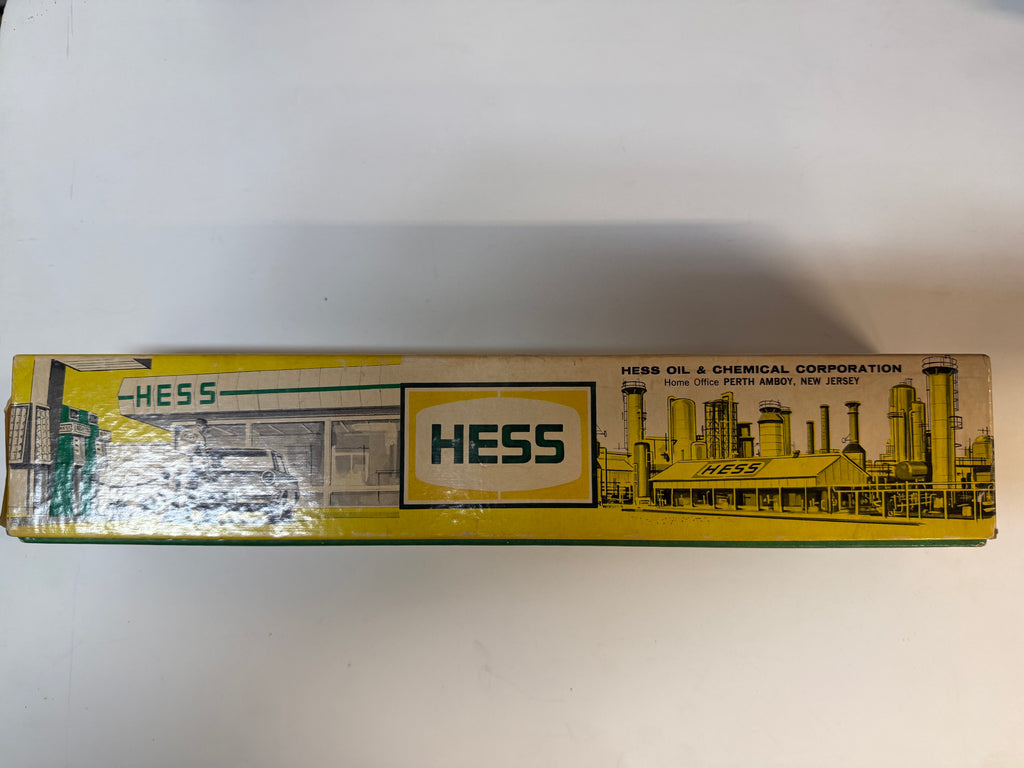 HESS
HESS
HESS OIL & CHEMICAL CORPORATION
Home Office PERTH AMBOY, NEW JERSEY
HESS